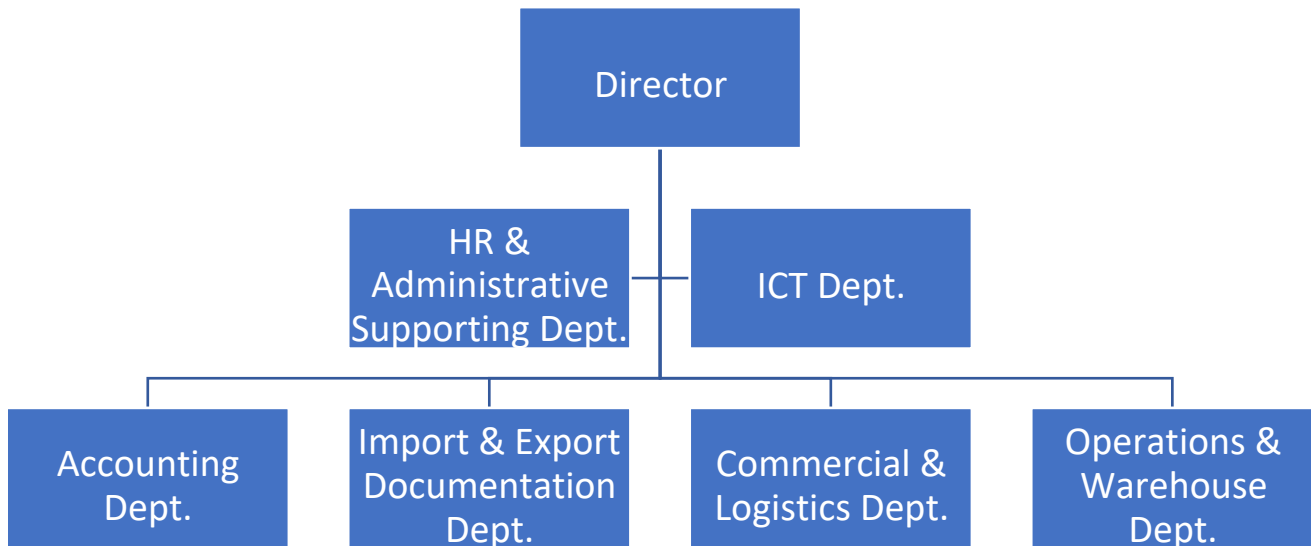 Director
HR &
Administrative
Supporting Dept.
ICT Dept.
Accounting
Dept.
Import & Export
Documentation
Dept.
Commercial &
Logistics Dept.
Operations &
Warehouse
Dept.